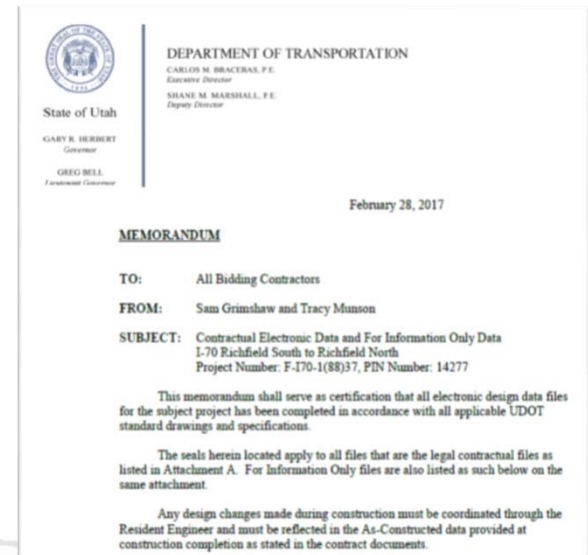 DEPARTMENT OF TRANSPORTATION
CARLOS M. BRACERAS, P.E.
Executive Director
SHANE M. MARSHALL, P.E.
Deputy Director
State of Utah
GARY R. HERBERT
Governor
GREG BELL
Lieutenant Governor
February 28, 2017
MEMORANDUM
TO: All Bidding Contractors
FROM: Sam Grimshaw and Tracy Munson
SUBJECT: Contractual Electronic Data and For Information Only Data
I-70 Richfield South to Richfield North
Project Number: F-I70-1(88)37, PIN Number: 14277
This memorandum shall serve as certification that all electronic design data files
for the subject project has been completed in accordance with all applicable UDOT
standard drawings and specifications.
The seals herein located apply to all files that are the legal contractual files as
listed in Attachment A. For Information Only files are also listed as such below on the
same attachment.
Any design changes made during construction must be coordinated through the
Resident Engineer and must be reflected in the As-Constructed data provided at
construction completion as stated in the contract documents.